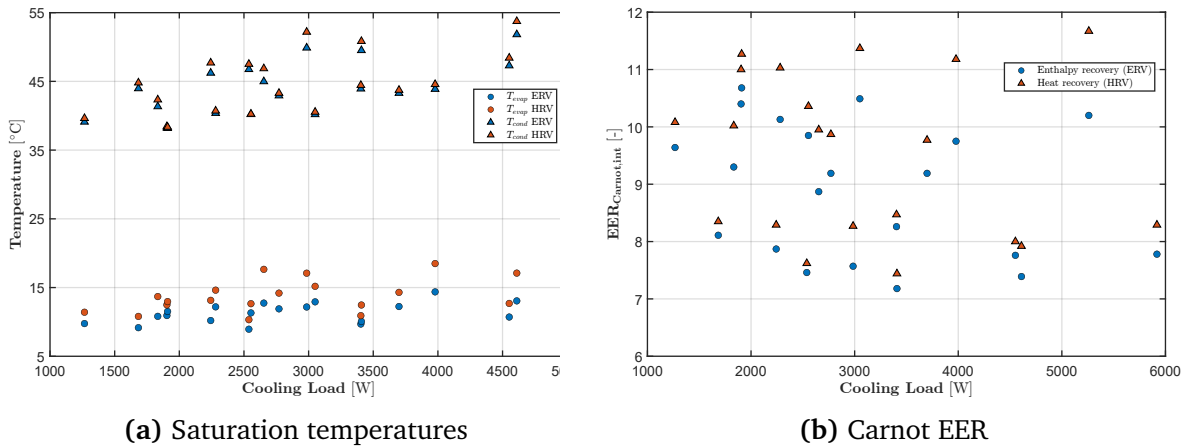 55
45
35
25
15
5
Temperature [°C]
T_evap ERV
T_evap HRV
T_cond ERV
T_cond HRV
1000 1500 2000 2500 3000 3500 4000 4500 50
Cooling Load [W]
(a) Saturation temperatures
12
11
10
9
8
7
6
EER_Carnot,int [-]
Enthalpy recovery (ERV)
Heat recovery (HRV)
1000 2000 3000 4000 5000 6000
Cooling Load [W]
(b) Carnot EER